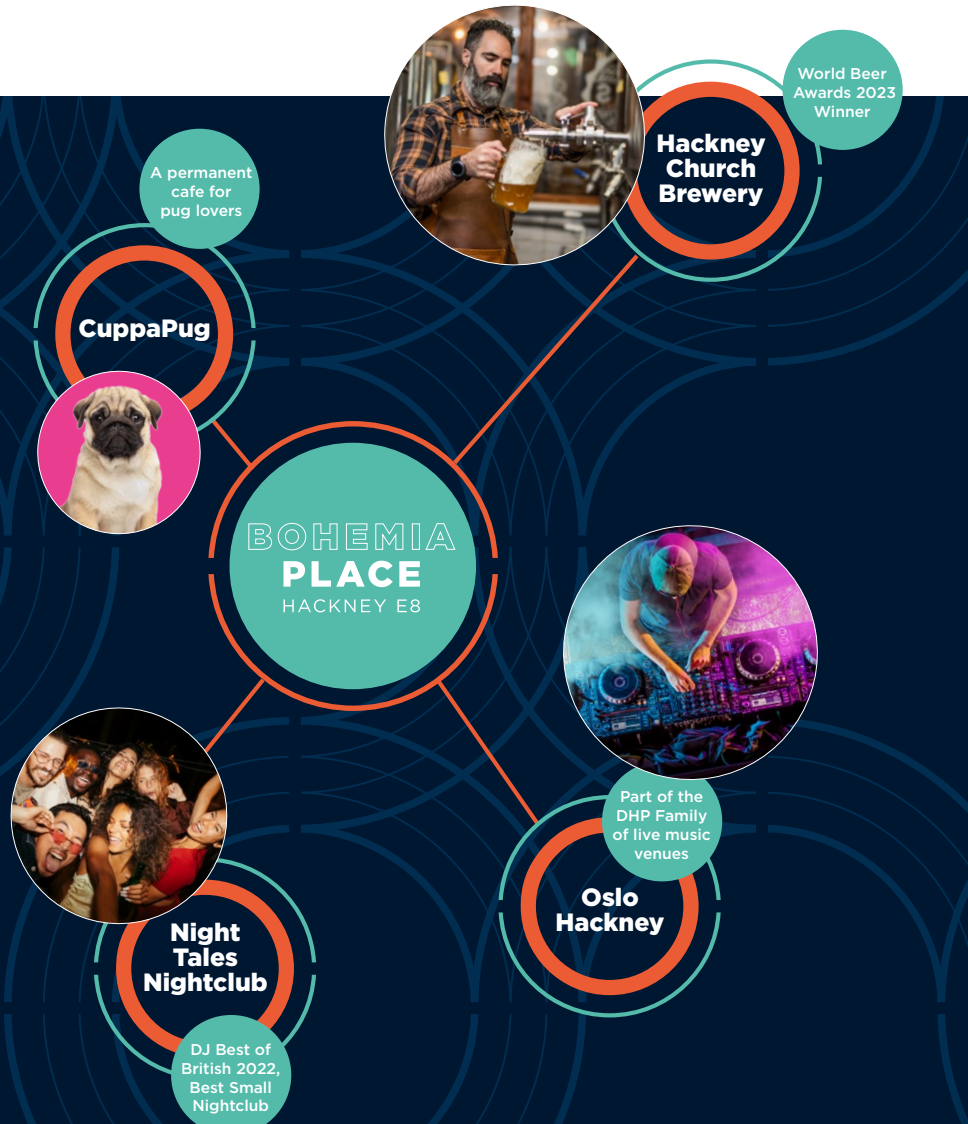 World Beer
Awards 2023
Winner
Hackney
Church
Brewery
A permanent
cafe for
pug lovers
CuppaPug
BOHEMIA
PLACE
HACKNEY E8
Part of the
DHP Family
of live music
venues
Oslo
Hackney
Night
Tales
Nightclub
DJ Best of
British 2022,
Best Small
Nightclub